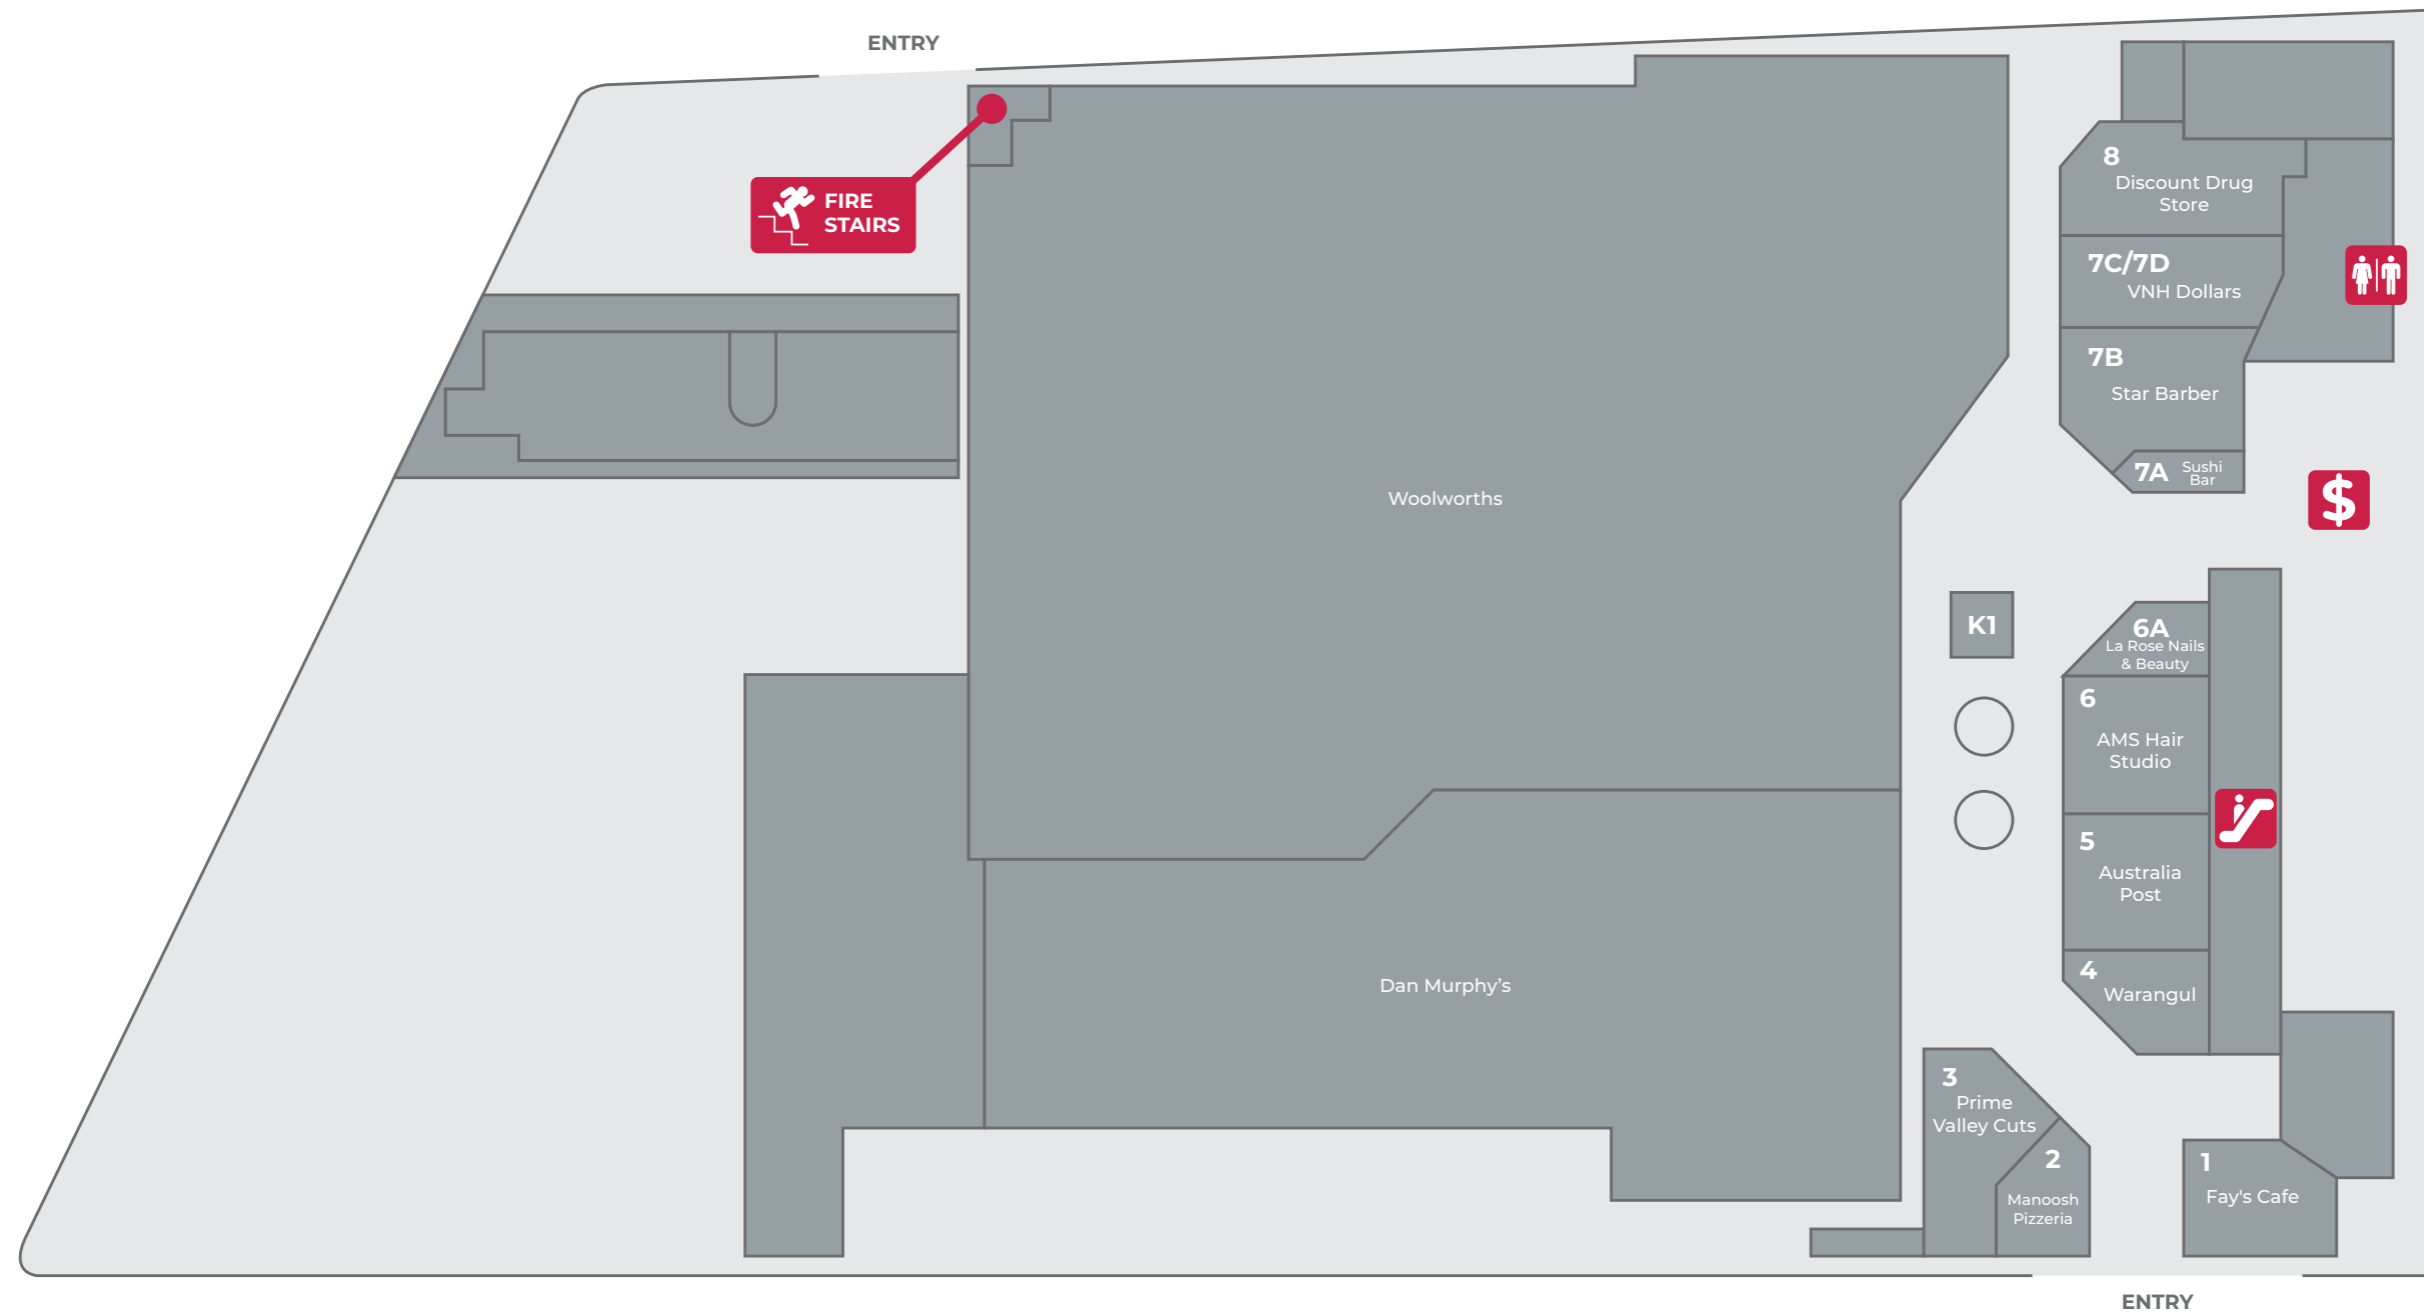 ENTRY
FIRE
STAIRS
8
Discount Drug
Store
7C/7D
VNH Dollars
7B
Star Barber
7A
Sushi
Bar
$
Woolworths
K1
6A
La Rose Nails
& Beauty
6
AMS Hair
Studio
5
Australia
Post
4
Warangul
Dan Murphy’s
3
Prime
Valley Cuts
2
Manoosh
Pizzeria
1
Fay's Cafe
ENTRY